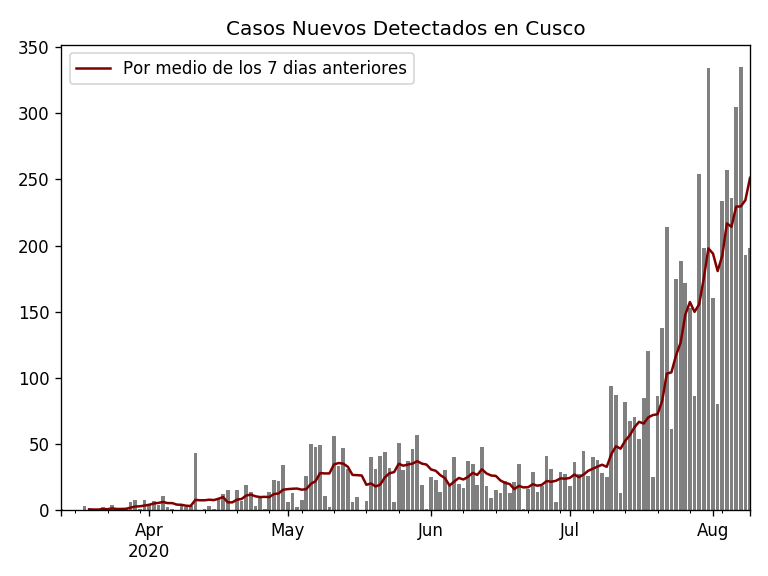 Casos Nuevos Detectados en Cusco
Por medio de los 7 dias anteriores
350
300
250
200
150
100
50
0
Apr
2020
May
Jun
Jul
Aug